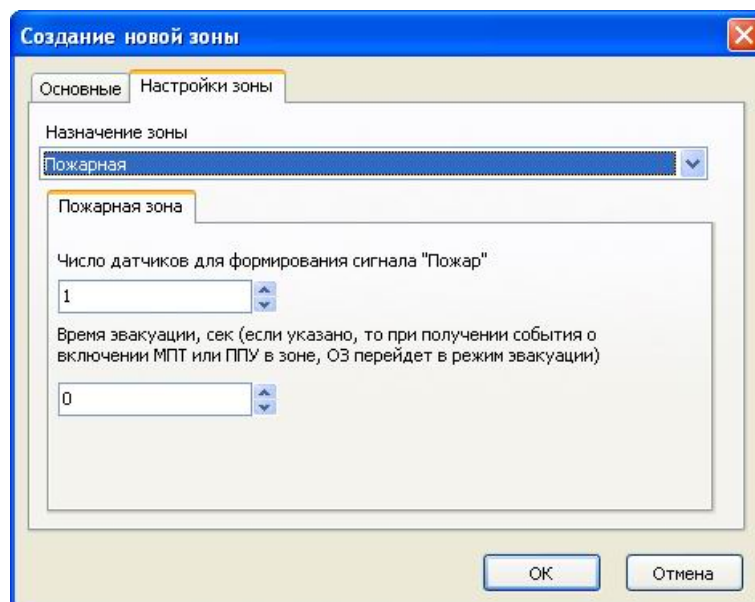 Создание новой зоны
Основные
Настройки зоны
Назначение зоны
Пожарная
Пожарная зона
Число датчиков для формирования сигнала "Пожар"
1
Время эвакуации, сек (если указано, то при получении события о
включении МПТ или ППУ в зоне, ОЗ перейдет в режим эвакуации)
0
ОК
Отмена